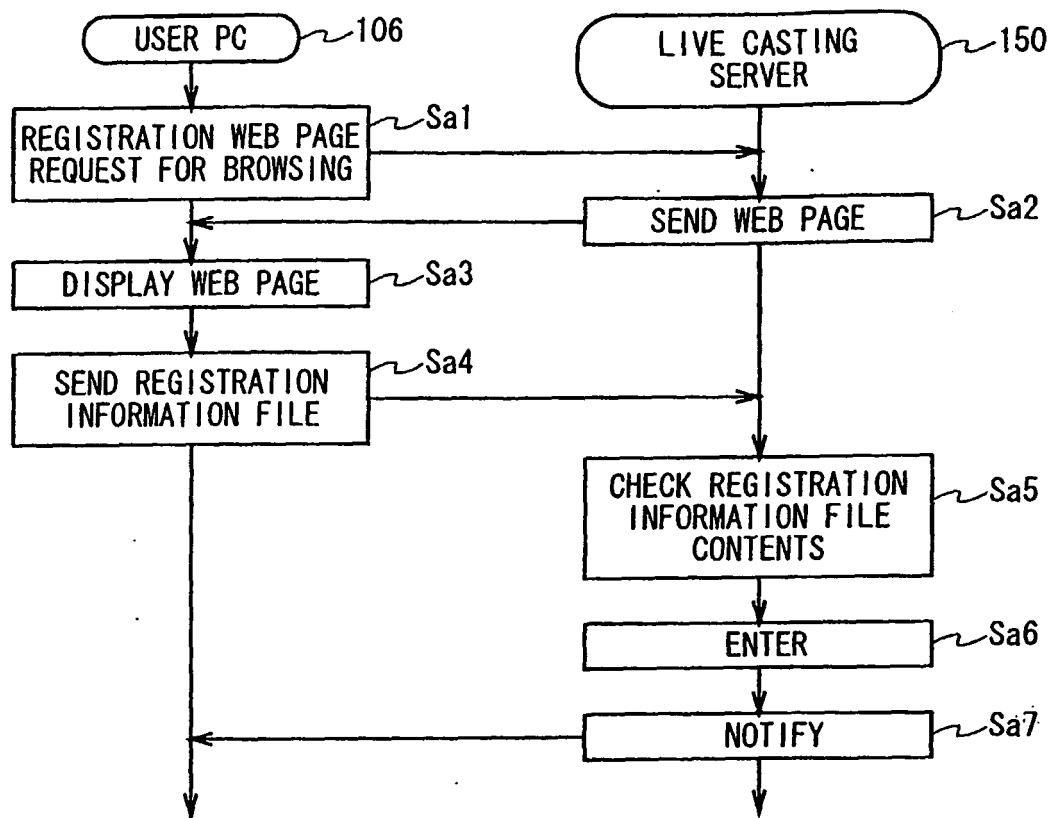 USER PC
106
LIVE CASTING
SERVER
150
REGISTRATION WEB PAGE
REQUEST FOR BROWSING
Sa1
SEND WEB PAGE
Sa2
DISPLAY WEB PAGE
Sa3
SEND REGISTRATION
INFORMATION FILE
Sa4
CHECK REGISTRATION
INFORMATION FILE
CONTENTS
Sa5
ENTER
Sa6
NOTIFY
Sa7